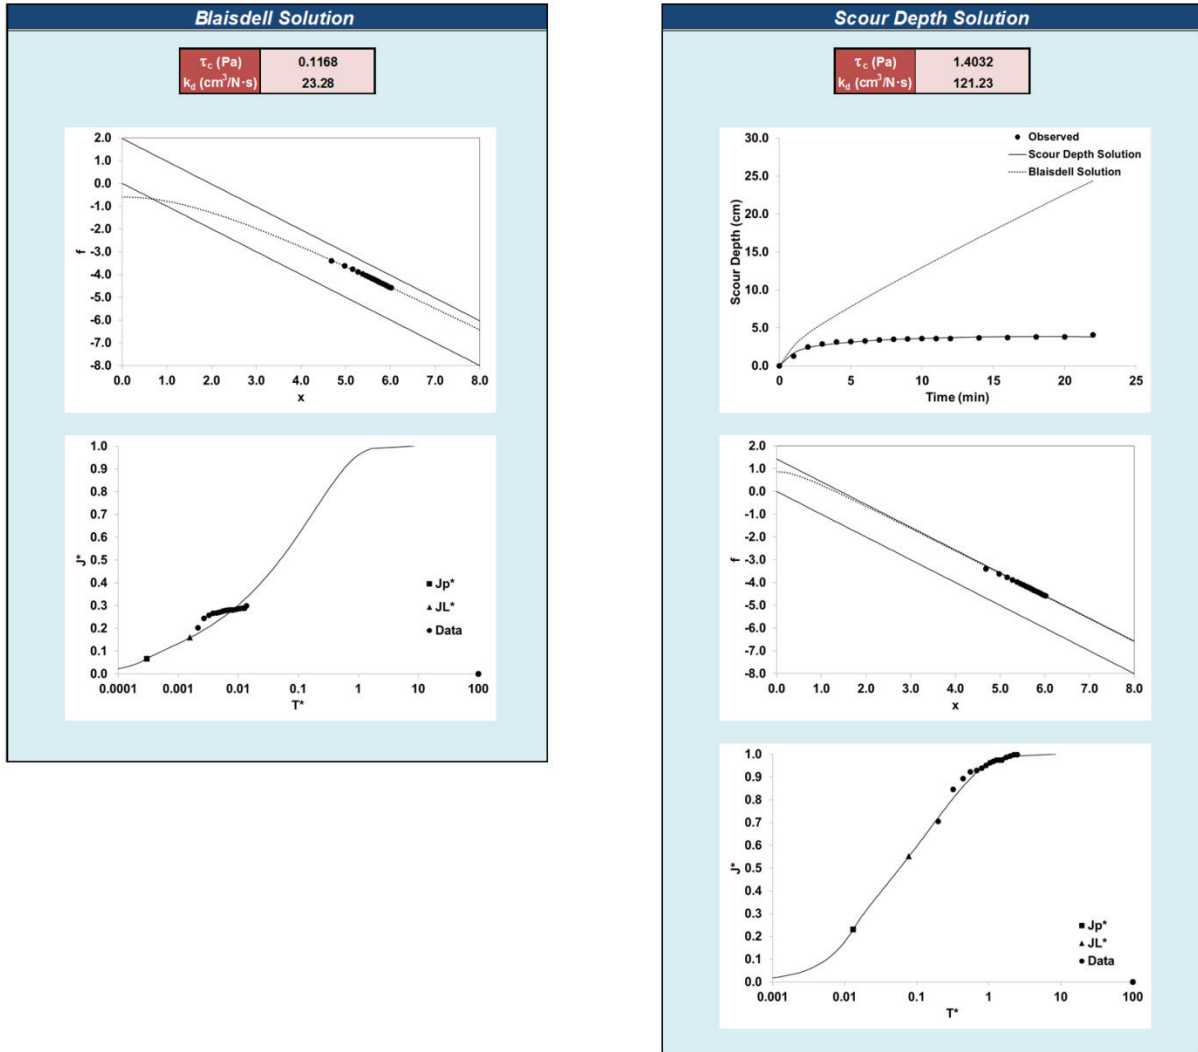 Blaisdell Solution
τc (Pa) 0.1168
kd (cm³/N·s) 23.28
2.0
1.0
0.0
-1.0
-2.0
-3.0
-4.0
-5.0
-6.0
-7.0
-8.0
f
0.0 1.0 2.0 3.0 4.0 5.0 6.0 7.0 8.0
x
1.0
0.9
0.8
0.7
0.6
0.5
0.4
0.3
0.2
0.1
0.0
J*
Jp*
JL*
Data
0.0001 0.001 0.01 0.1 1 10 100
T*
Scour Depth Solution
τc (Pa) 1.4032
kd (cm³/N·s) 121.23
30.0
25.0
20.0
15.0
10.0
5.0
0.0
Scour Depth (cm)
Observed
Scour Depth Solution
Blaisdell Solution
0 5 10 15 20 25
Time (min)
2.0
1.0
0.0
-1.0
-2.0
-3.0
-4.0
-5.0
-6.0
-7.0
-8.0
f
0.0 1.0 2.0 3.0 4.0 5.0 6.0 7.0 8.0
x
1.0
0.9
0.8
0.7
0.6
0.5
0.4
0.3
0.2
0.1
0.0
J*
Jp*
JL*
Data
0.001 0.01 0.1 1 10 100
T*